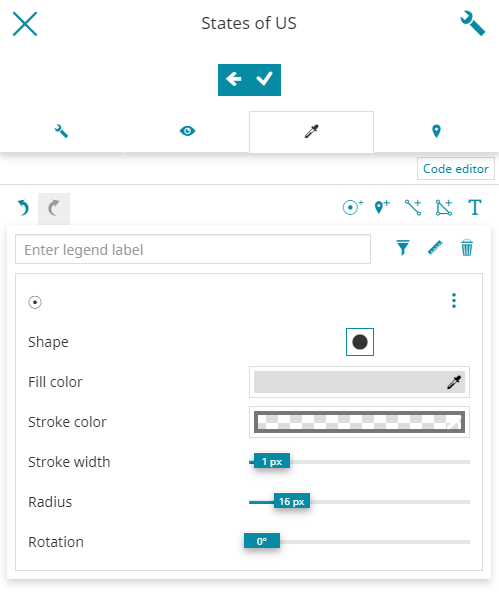 States of US
Code editor
T
Enter legend label
Shape
Fill color
Stroke color
Stroke width
1 px
Radius
16 px
Rotation
0°